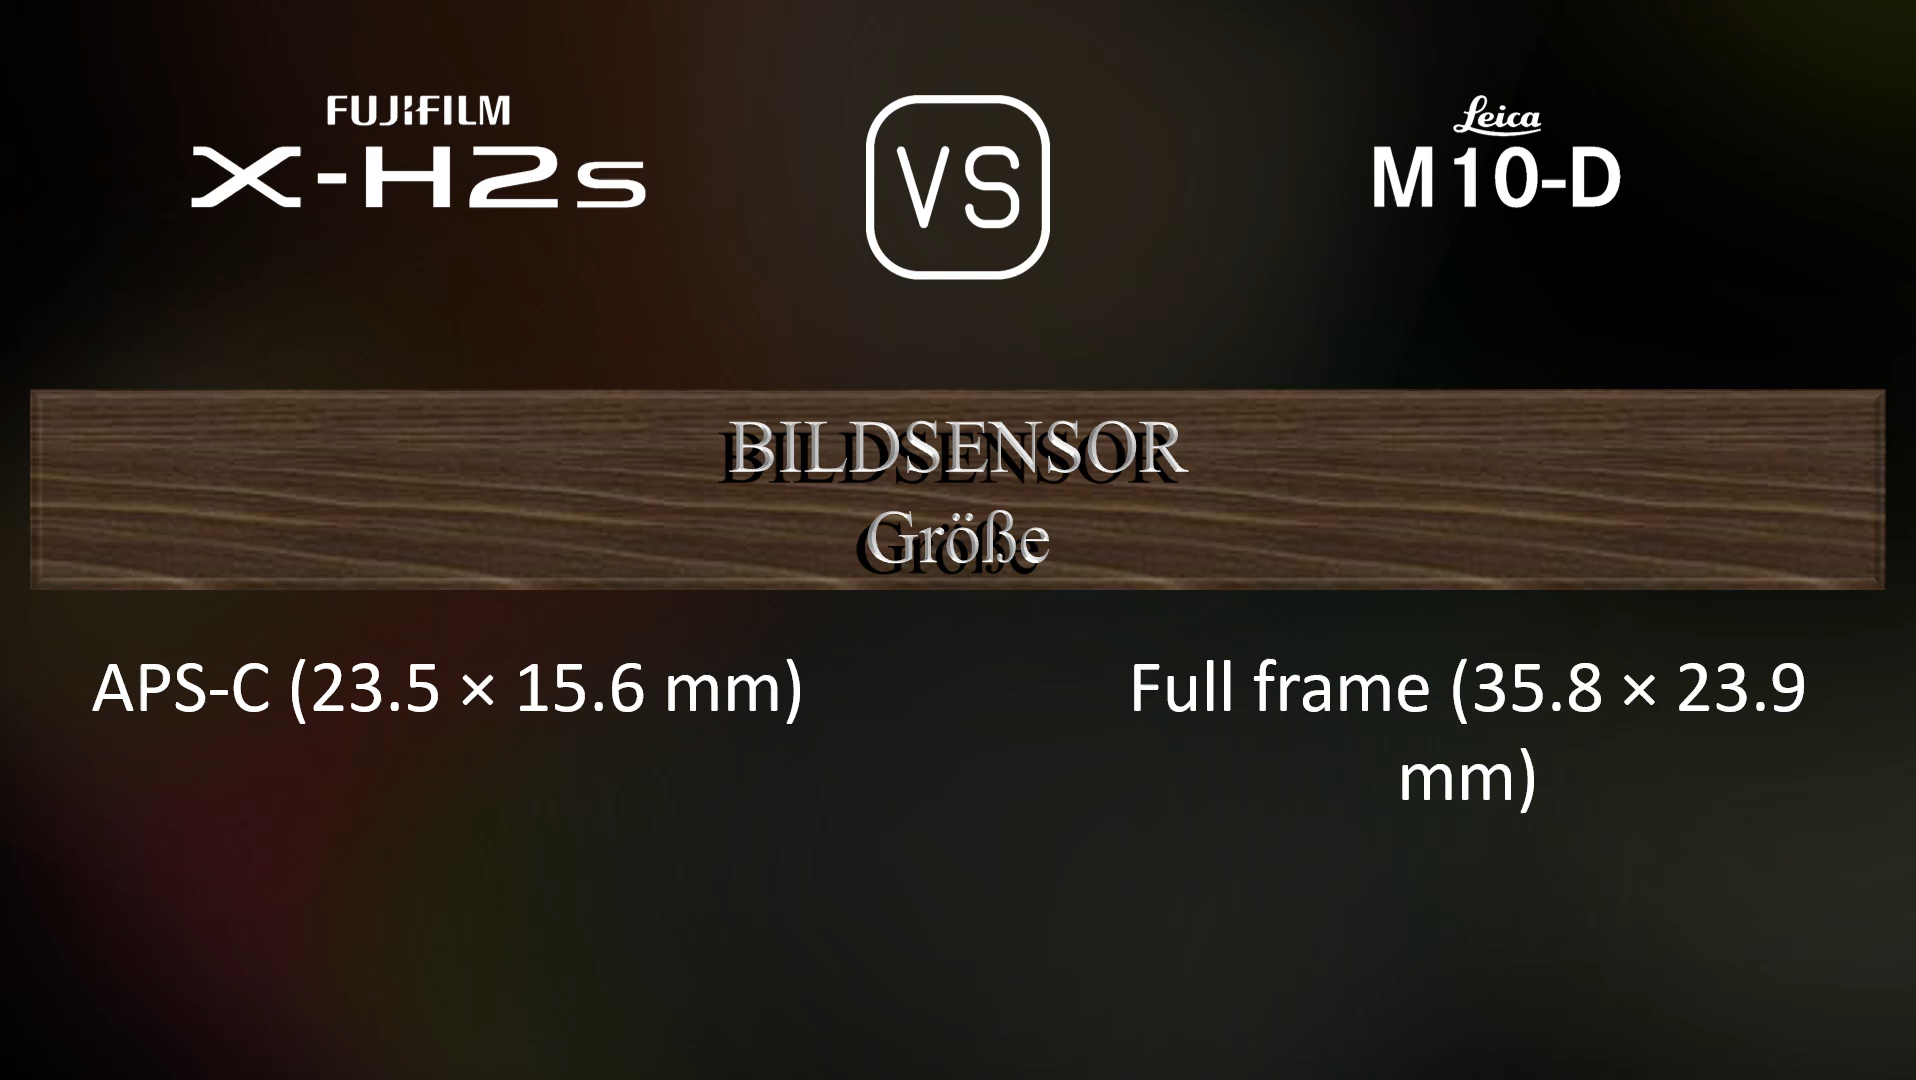 FUJIFILM
X-H2s
VS
Leica
M10-D
BILDSENSOR
Größe
APS-C (23.5 × 15.6 mm)
Full frame (35.8 × 23.9
mm)